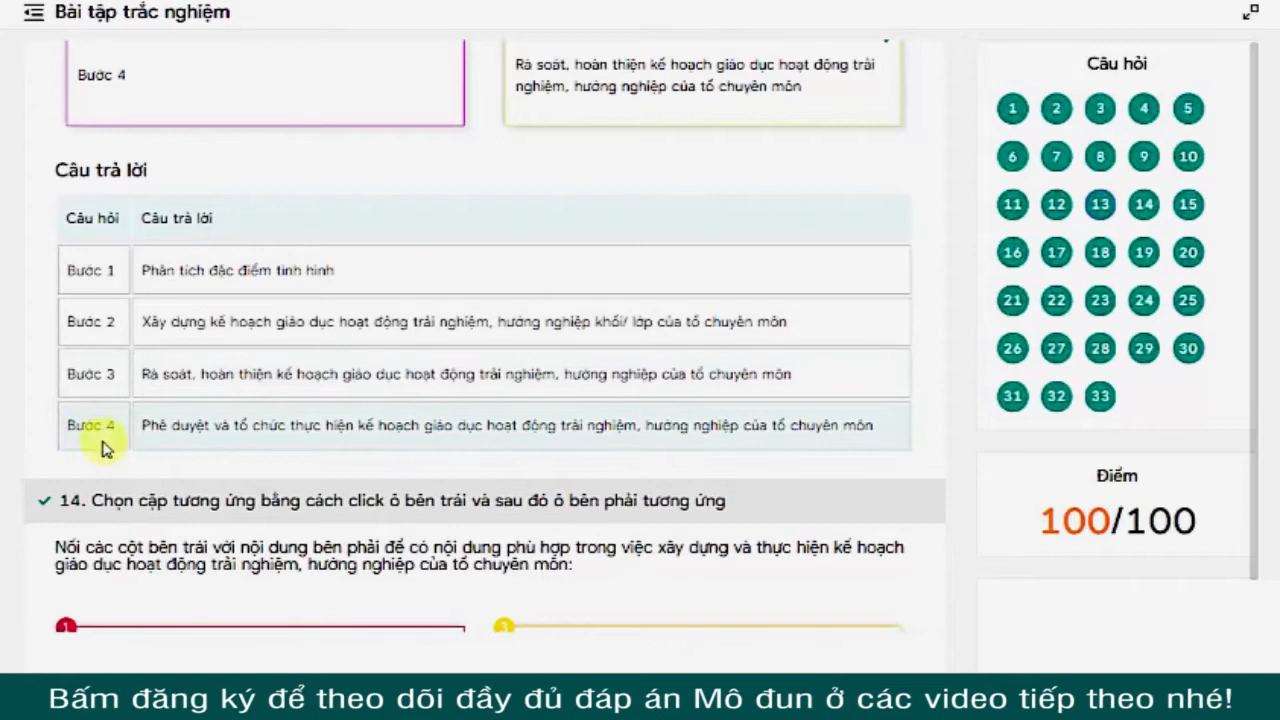 Bài tập trắc nghiệm
Bước 4
Rà soát, hoàn thiện kế hoạch giáo dục hoạt động trải
nghiệm, hướng nghiệp của tổ chuyên môn
Câu trả lời
Câu hỏi Câu trả lời
Bước 1 Phân tích đặc điểm tình hình
Bước 2 Xây dựng kế hoạch giáo dục hoạt động trải nghiệm, hướng nghiệp khối/ lớp của tổ chuyên môn
Bước 3 Rà soát, hoàn thiện kế hoạch giáo dục hoạt động trải nghiệm, hướng nghiệp của tổ chuyên môn
Bước 4 Phê duyệt và tổ chức thực hiện kế hoạch giáo dục hoạt động trải nghiệm, hướng nghiệp của tổ chuyên môn
14. Chọn cặp tương ứng bằng cách click ô bên trái và sau đó ô bên phải tương ứng
Nối các cột bên trái với nội dung bên phải để có nội dung phù hợp trong việc xây dựng và thực hiện kế hoạch
giáo dục hoạt động trải nghiệm, hướng nghiệp của tổ chuyên môn:
1 3
Câu hỏi
1 2 3 4 5
6 7 8 9 10
11 12 13 14 15
16 17 18 19 20
21 22 23 24 25
26 27 28 29 30
31 32 33
Điểm
100/100
Bấm đăng ký để theo dõi đầy đủ đáp án Mô đun ở các video tiếp theo nhé!